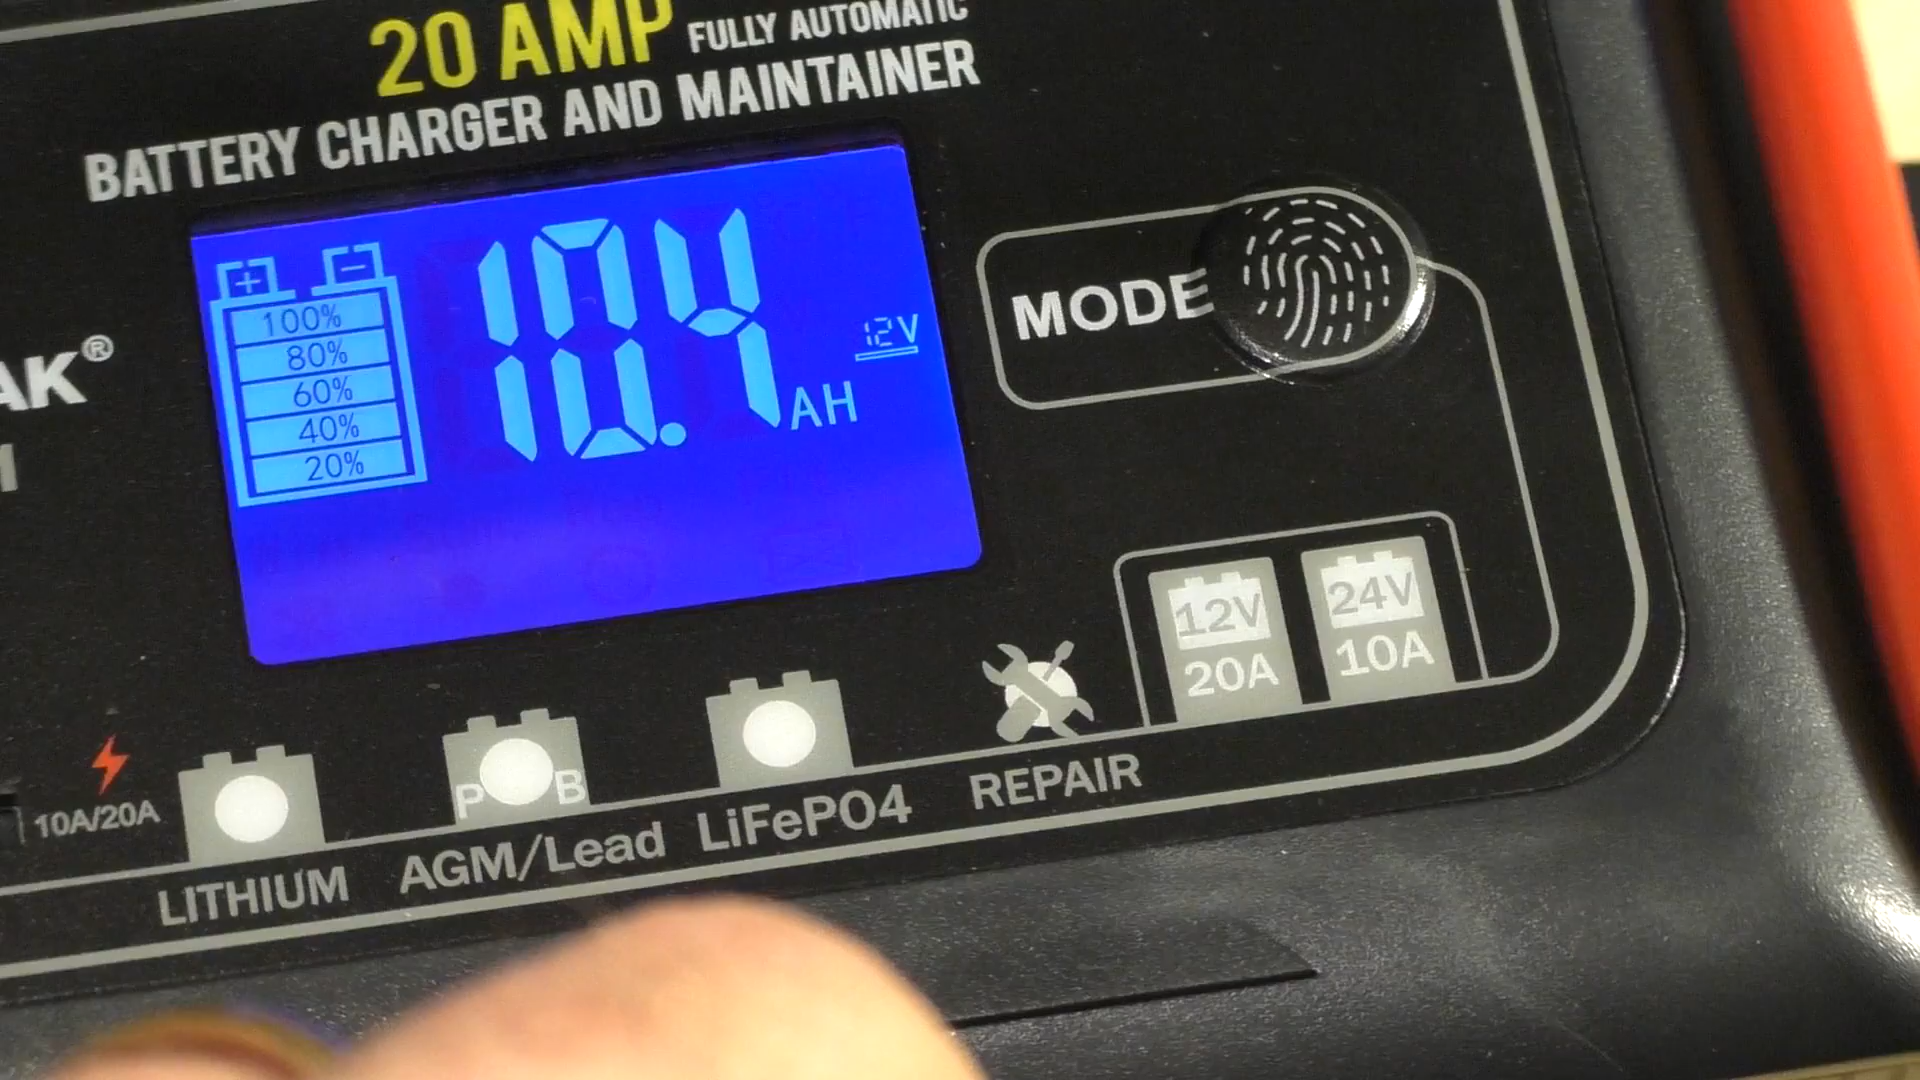 20 AMP FULLY AUTOMATIC
BATTERY CHARGER AND MAINTAINER
+ −
100%
80%
60%
40%
20%
10.4 AH
12V
MODE
AK®
12V
20A
24V
10A
10A/20A
LITHIUM
P B
AGM/Lead
LiFePO4
REPAIR